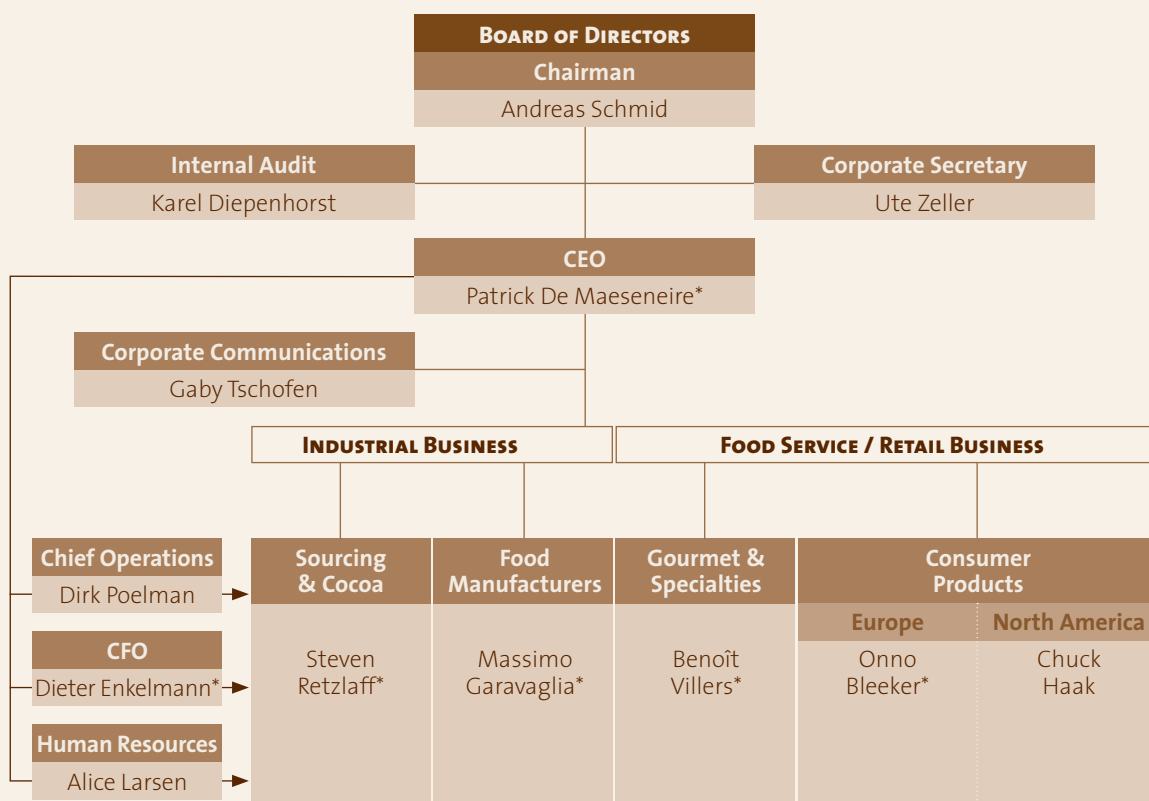 BOARD OF DIRECTORS
Chairman
Andreas Schmid
Internal Audit
Karel Diepenhorst
Corporate Secretary
Ute Zeller
CEO
Patrick De Maeseneire*
Corporate Communications
Gaby Tschofen
INDUSTRIAL BUSINESS
FOOD SERVICE / RETAIL BUSINESS
Chief Operations
Dirk Poelman
CFO
Dieter Enkelmann*
Human Resources
Alice Larsen
Sourcing
& Cocoa
Steven
Retzlaff*
Food
Manufacturers
Massimo
Garavaglia*
Gourmet &
Specialties
Benoît
Villers*
Consumer
Products
Europe
Onno
Bleeker*
North America
Chuck
Haak